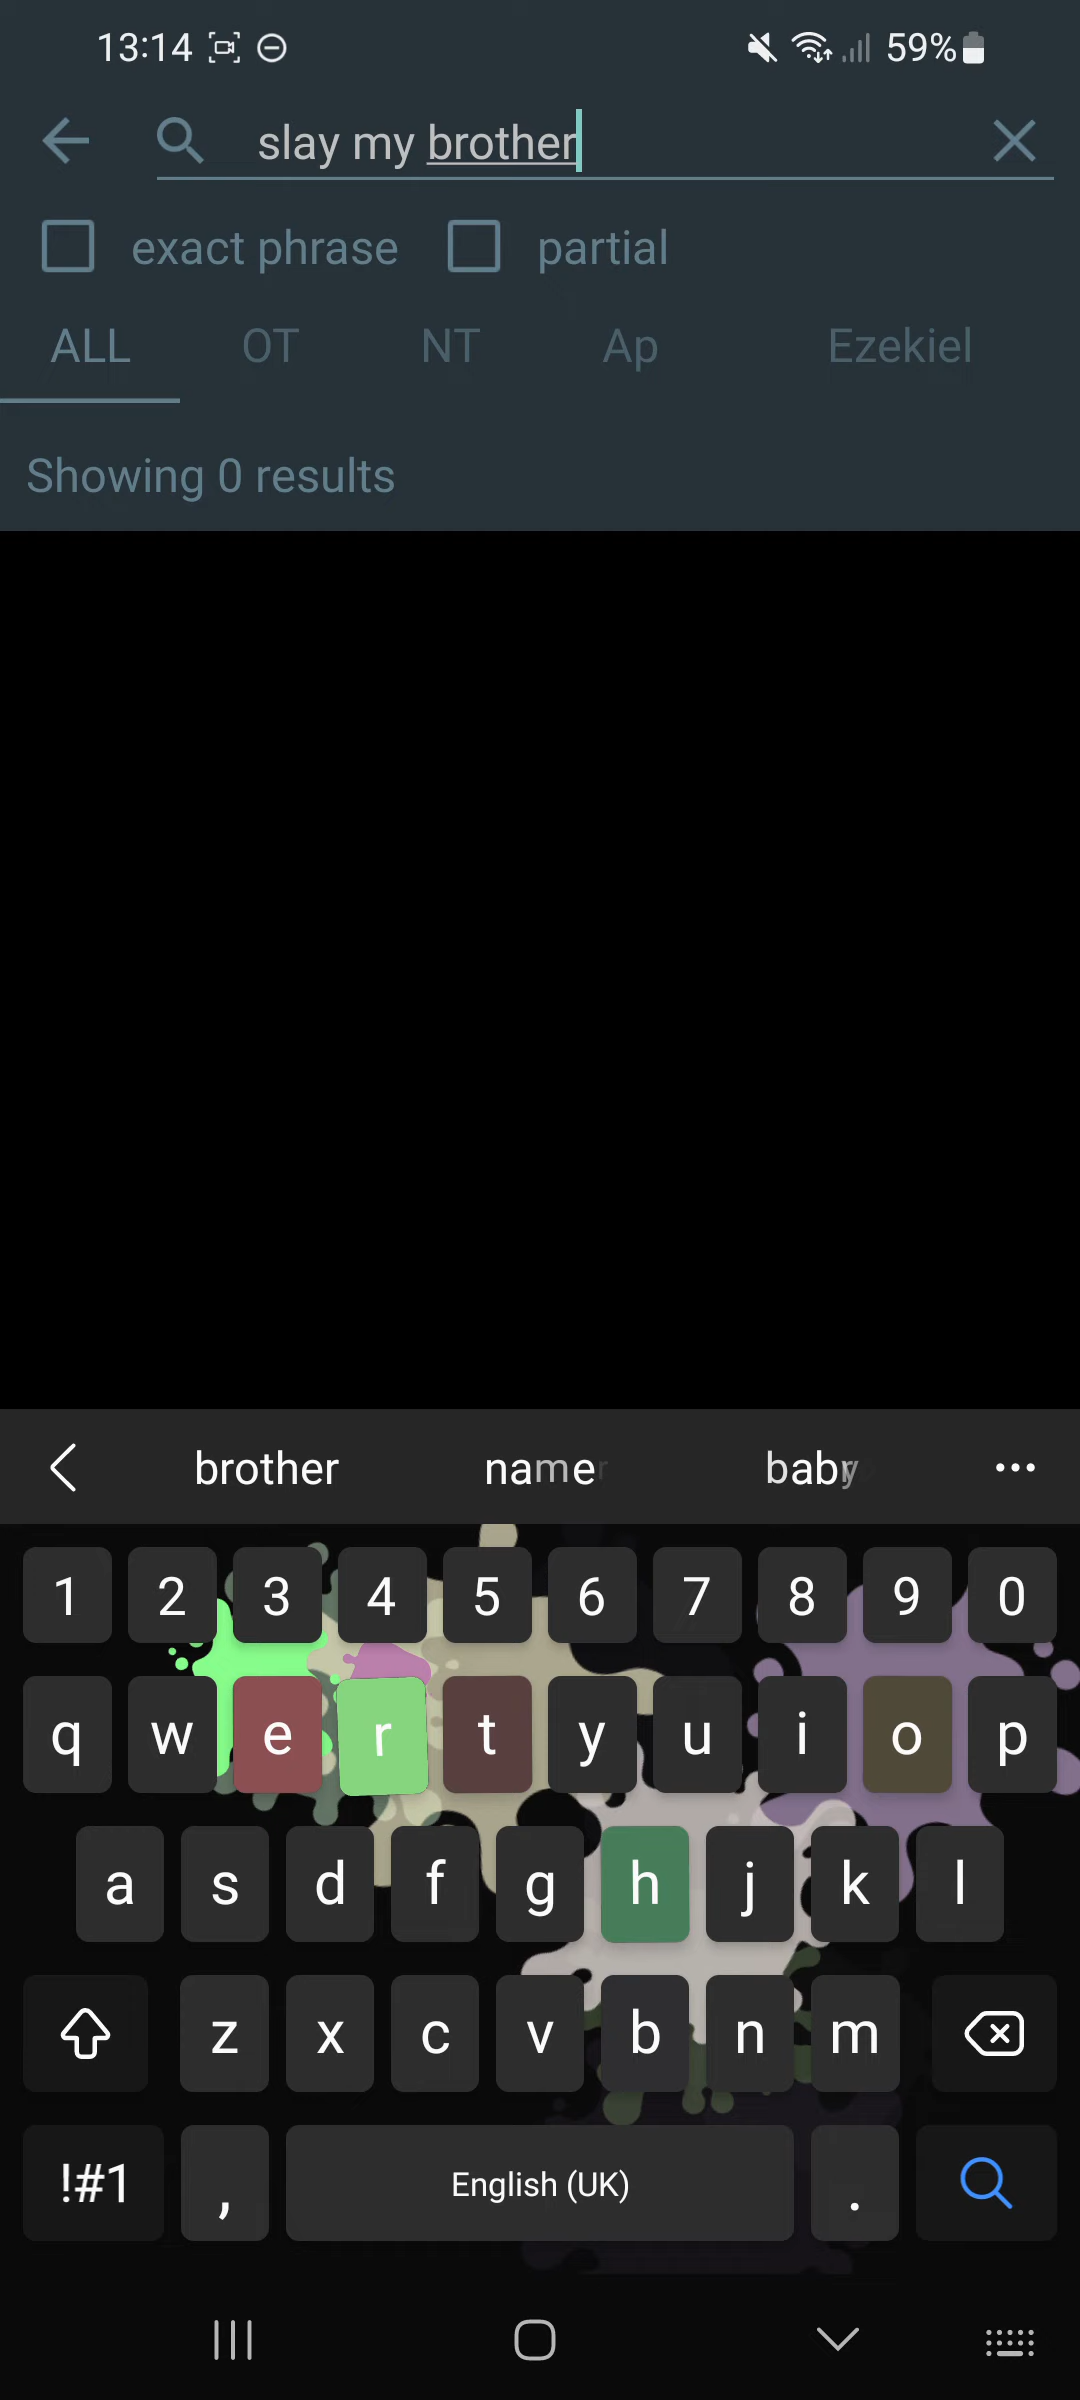 13:14 59%
slay my brother
exact phrase partial
ALL OT NT Ap Ezekiel
Showing 0 results
brother name baby
1 2 3 4 5 6 7 8 9 0
q w e r t y u i o p
a s d f g h j k l
z x c v b n m
!#1 , English (UK) .